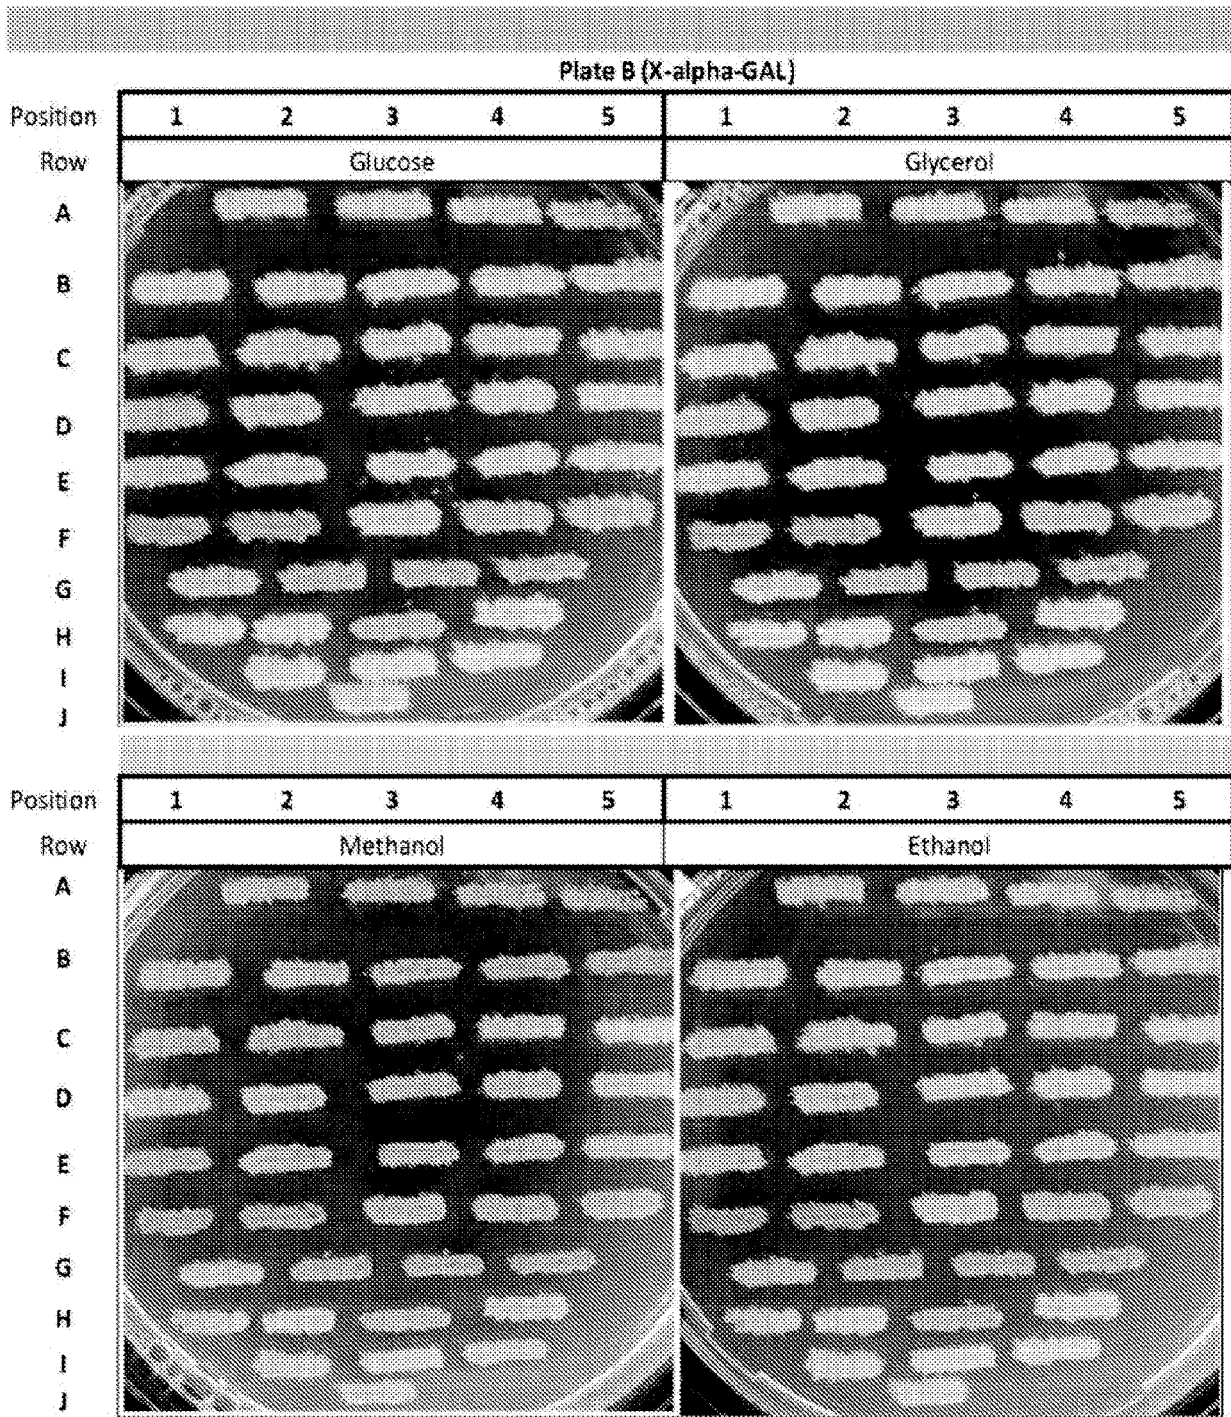 Plate B (X-alpha-GAL)
Position 1 2 3 4 5 1 2 3 4 5
Row Glucose Glycerol
A
B
C
D
E
F
G
H
I
J
Position 1 2 3 4 5 1 2 3 4 5
Row Methanol Ethanol
A
B
C
D
E
F
G
H
I
J